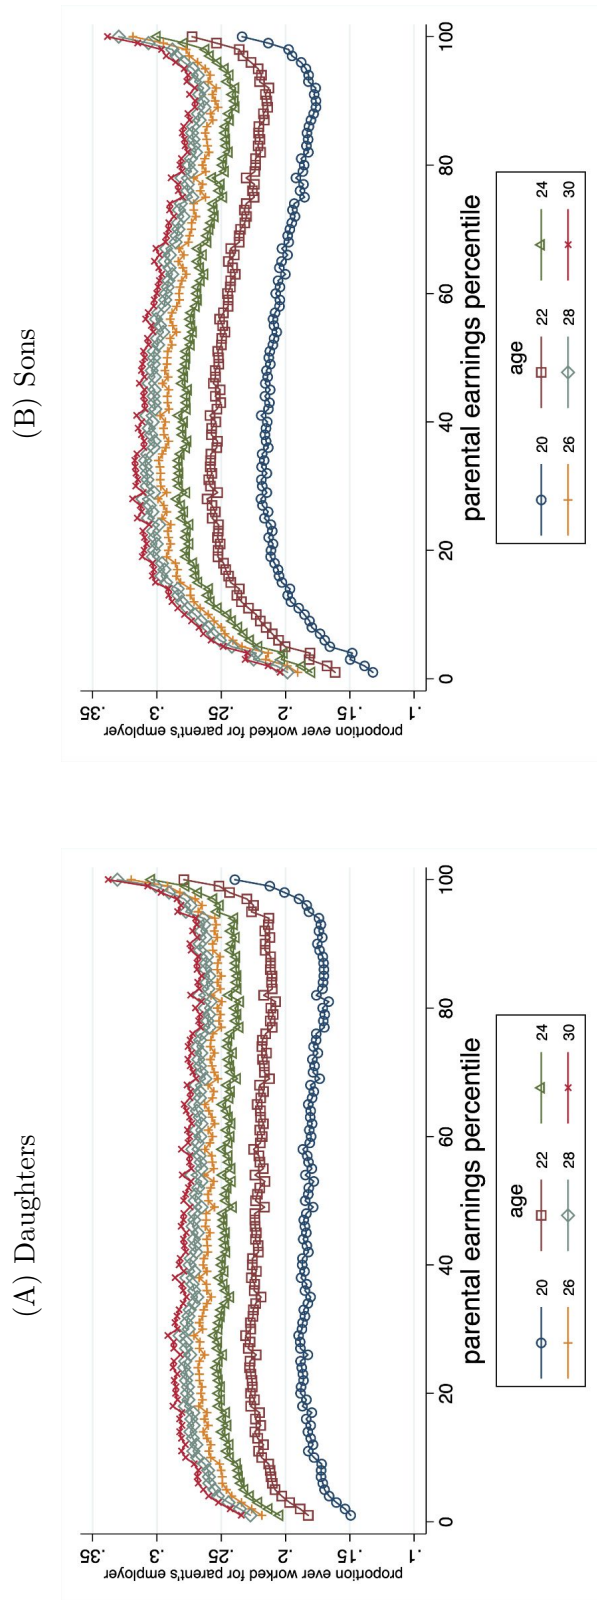 (A) Daughters
proportion ever worked for parent's employer
.35
.3
.25
.2
.15
.1
0 20 40 60 80 100
parental earnings percentile
age
20 22 24
26 28 30
(B) Sons
proportion ever worked for parent's employer
.35
.3
.25
.2
.15
.1
0 20 40 60 80 100
parental earnings percentile
age
20 22 24
26 28 30